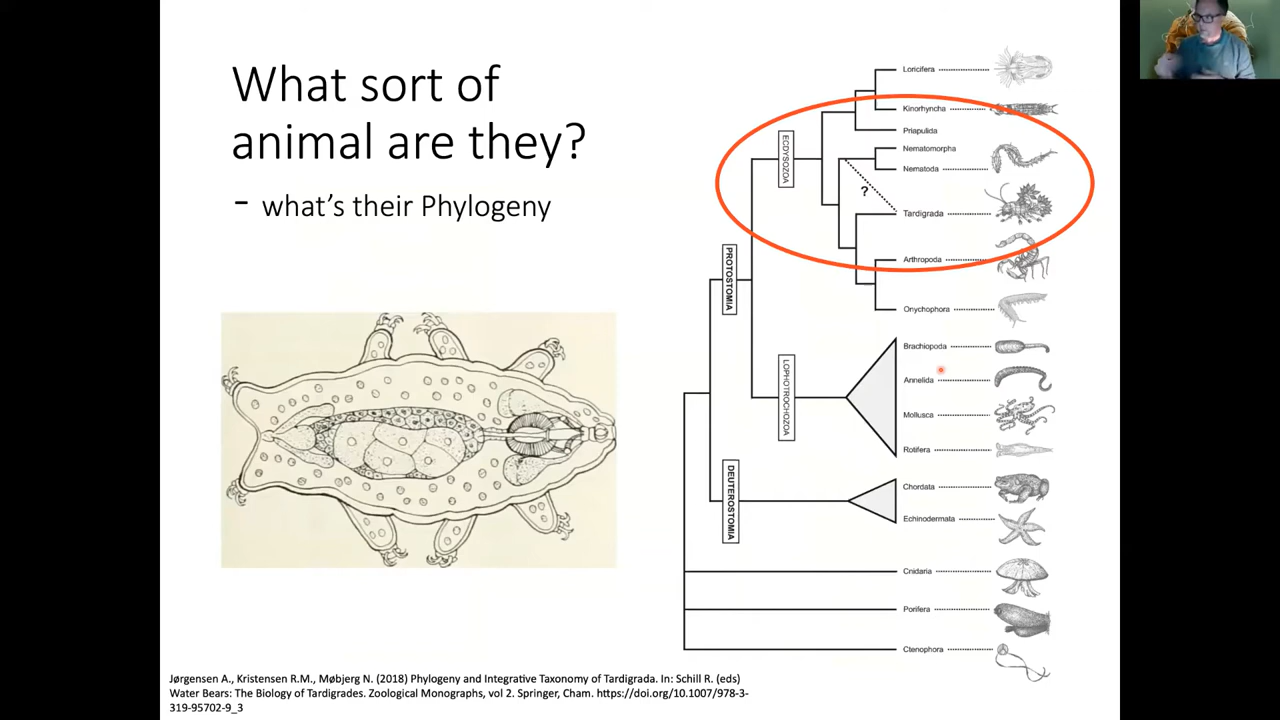 What sort of
animal are they?
- what's their Phylogeny
Loricifera
Kinorhyncha
Priapulida
Nematomorpha
Nematoda
?
Tardigrada
Arthropoda
Onychophora
Brachiopoda
Annelida
Mollusca
Rotifera
Chordata
Echinodermata
Cnidaria
Porifera
Ctenophora
ECDYSOZOA
PROTOSTOMIA
LOPHOTROCHOZOA
DEUTEROSTOMIA
Jørgensen A., Kristensen R.M., Møbjerg N. (2018) Phylogeny and Integrative Taxonomy of Tardigrada. In: Schill R. (eds)
Water Bears: The Biology of Tardigrades. Zoological Monographs, vol 2. Springer, Cham. https://doi.org/10.1007/978-3-
319-95702-9_3